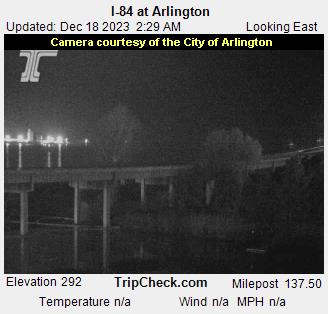 I-84 at Arlington
Updated: Dec 18 2023 2:29 AM Looking East
Camera courtesy of the City of Arlington
Elevation 292 TripCheck.com Milepost 137.50
Temperature n/a Wind n/a MPH n/a